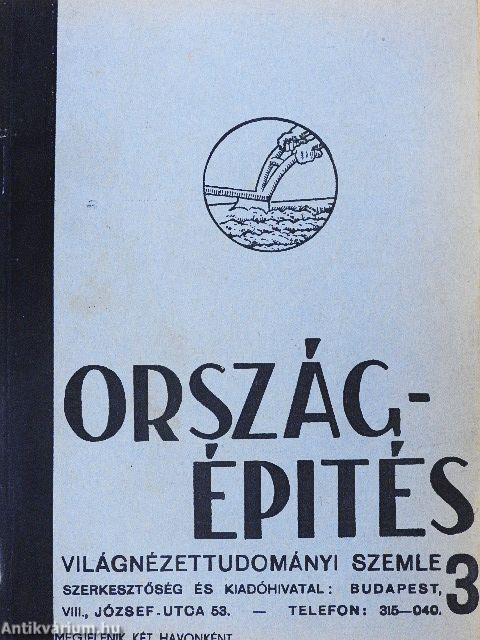 ORSZÁG-
ÉPITÉS
VILÁGNÉZETTUDOMÁNYI SZEMLE 3
SZERKESZTŐSÉG ÉS KIADÓHIVATAL: BUDAPEST,
VIII., JÓZSEF-UTCA 53. — TELEFON: 315—040.
MEGJELENIK KÉT HAVONKÉNT
Antikvárium.hu